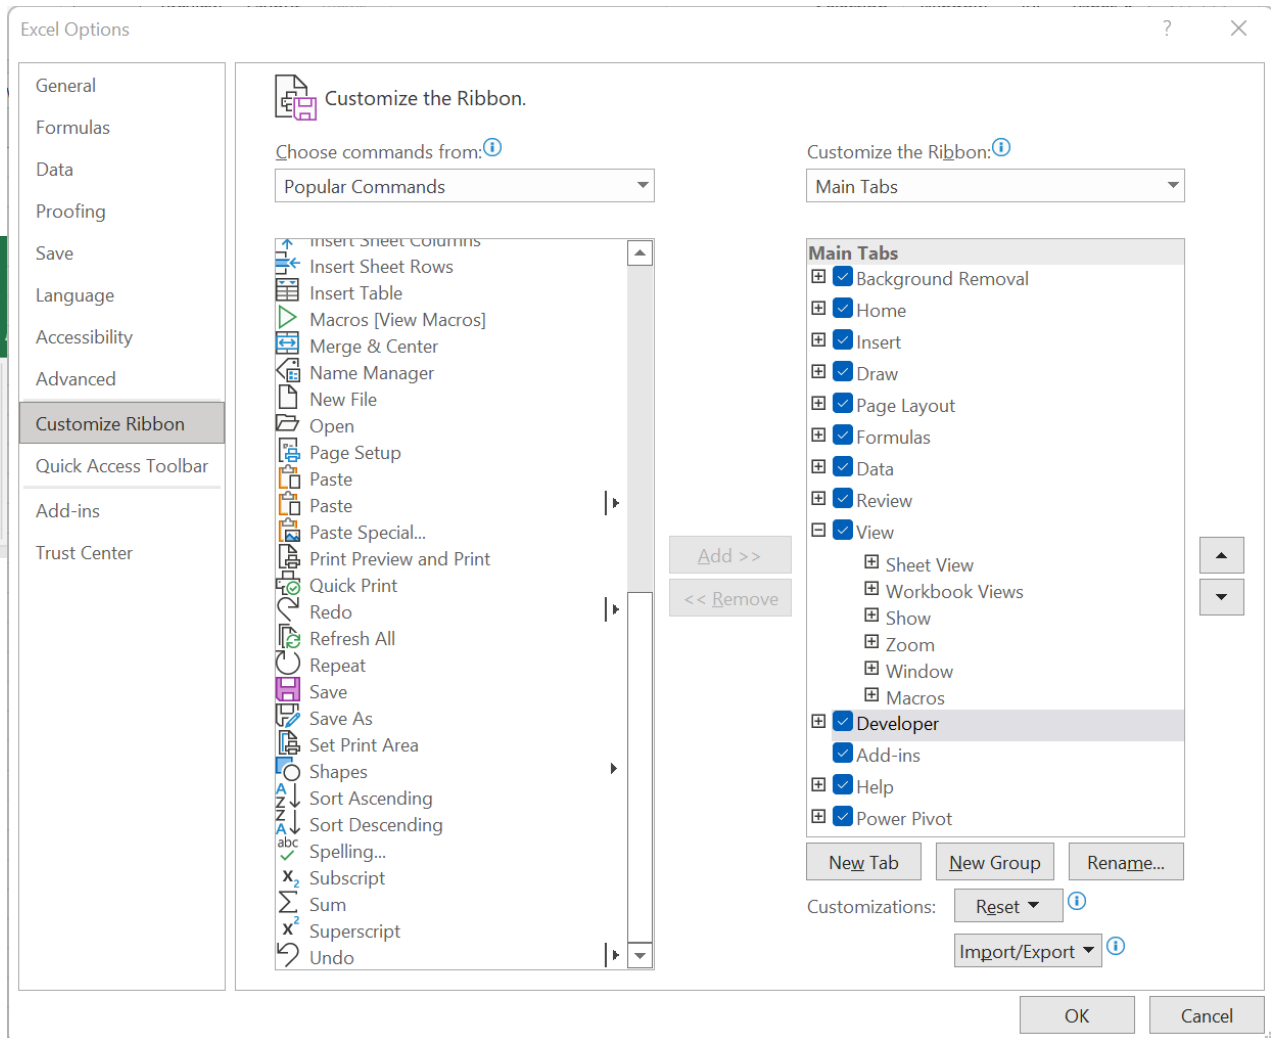 Excel Options
?
General
Formulas
Data
Proofing
Save
Language
Accessibility
Advanced
Customize Ribbon
Quick Access Toolbar
Add-ins
Trust Center
Customize the Ribbon.
Choose commands from:
Popular Commands
Insert Sheet Columns
Insert Sheet Rows
Insert Table
Macros [View Macros]
Merge & Center
Name Manager
New File
Open
Page Setup
Paste
Paste
Paste Special...
Print Preview and Print
Quick Print
Redo
Refresh All
Repeat
Save
Save As
Set Print Area
Shapes
Sort Ascending
Sort Descending
Spelling...
Subscript
Sum
Superscript
Undo
Add >>
<< Remove
Customize the Ribbon:
Main Tabs
Main Tabs
Background Removal
Home
Insert
Draw
Page Layout
Formulas
Data
Review
View
Sheet View
Workbook Views
Show
Zoom
Window
Macros
Developer
Add-ins
Help
Power Pivot
New Tab
New Group
Rename...
Customizations:
Reset
Import/Export
OK
Cancel